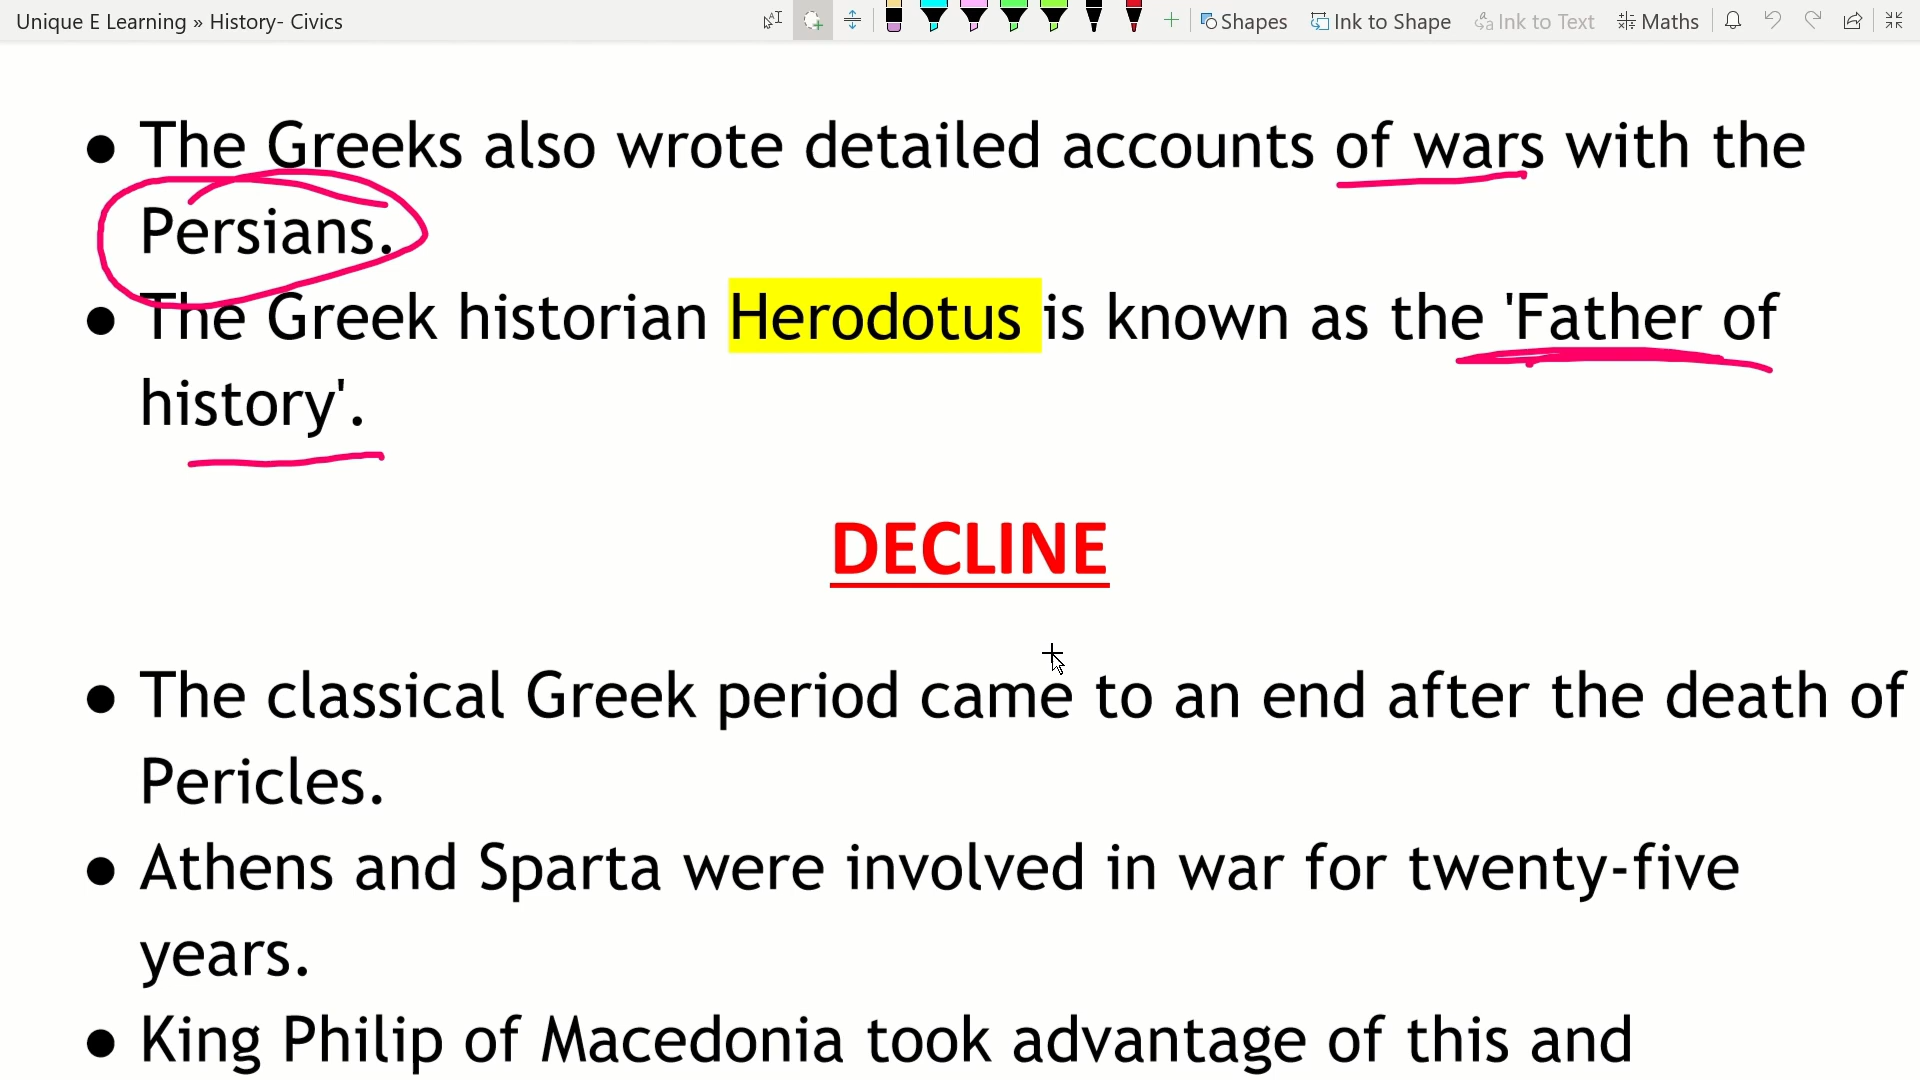 Unique E Learning » History- Civics
Shapes Ink to Shape Ink to Text Maths
● The Greeks also wrote detailed accounts of wars with the
Persians.
● The Greek historian Herodotus is known as the 'Father of
history'.
DECLINE
● The classical Greek period came to an end after the death of
Pericles.
● Athens and Sparta were involved in war for twenty-five
years.
● King Philip of Macedonia took advantage of this and